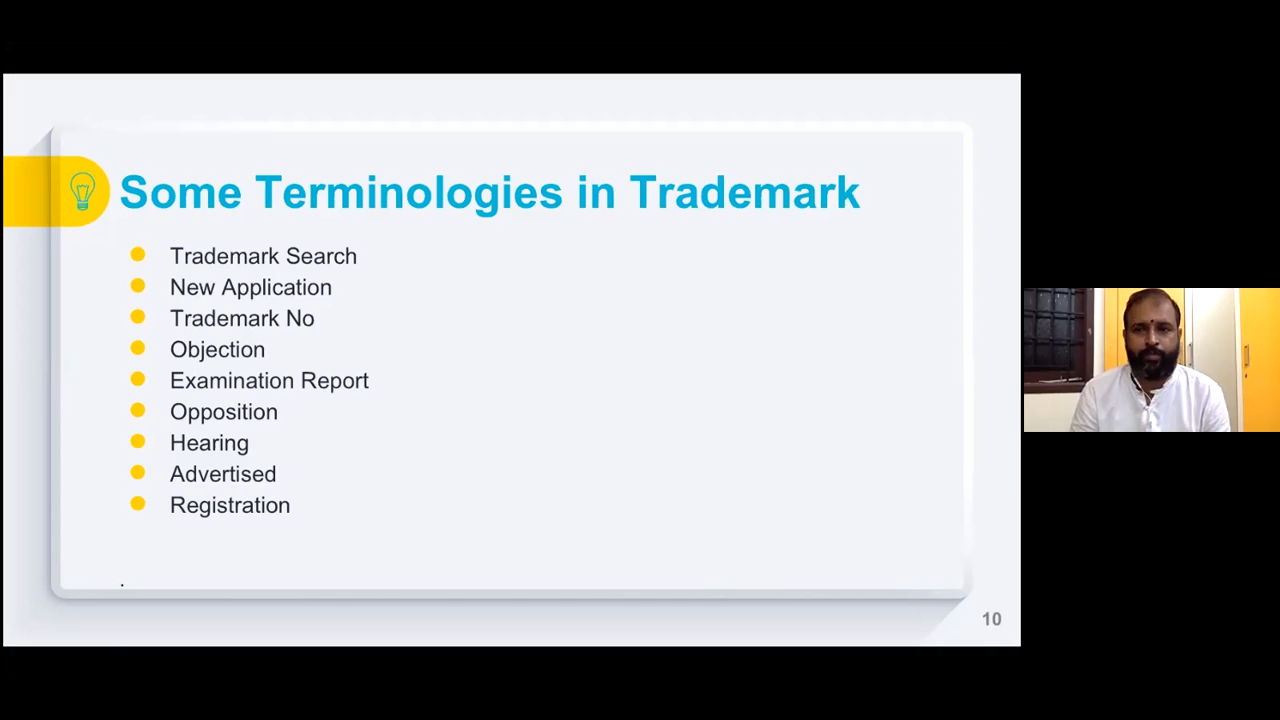 Some Terminologies in Trademark
Trademark Search
New Application
Trademark No
Objection
Examination Report
Opposition
Hearing
Advertised
Registration
.
10